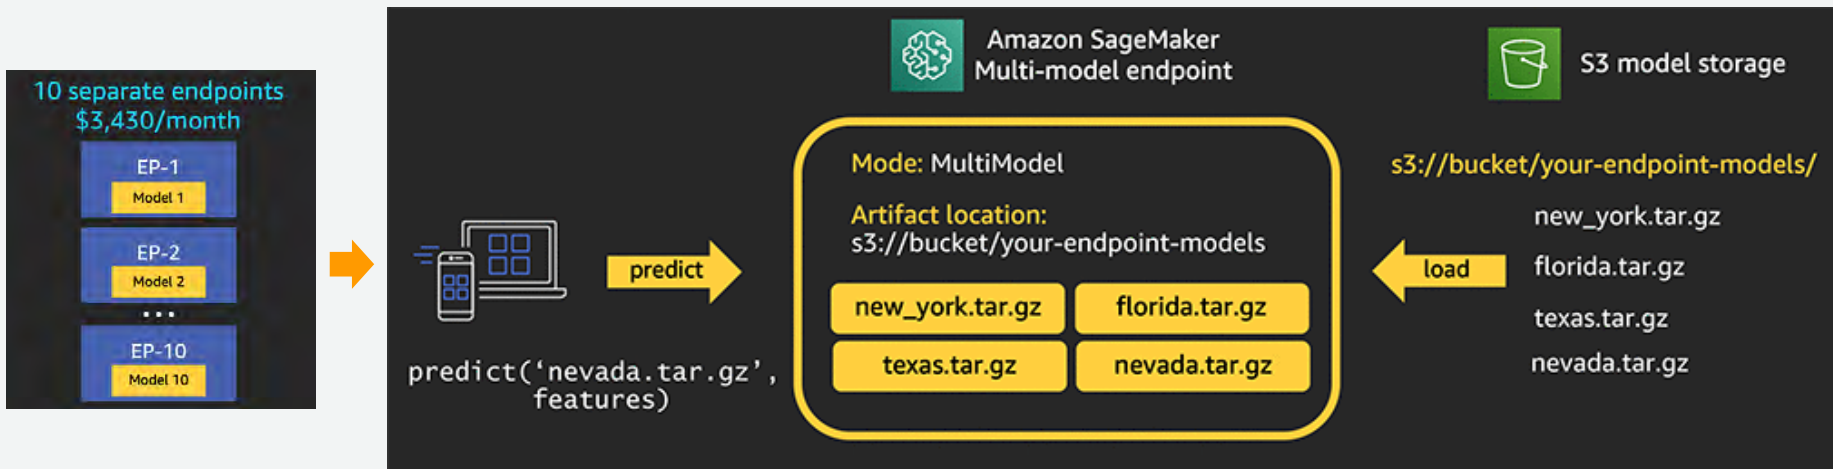 10 separate endpoints
$3,430/month
EP-1
Model 1
EP-2
Model 2
...
EP-10
Model 10
predict
predict('nevada.tar.gz',
features)
Amazon SageMaker
Multi-model endpoint
Mode: MultiModel
Artifact location:
s3://bucket/your-endpoint-models
new_york.tar.gz
florida.tar.gz
texas.tar.gz
nevada.tar.gz
load
S3 model storage
s3://bucket/your-endpoint-models/
new_york.tar.gz
florida.tar.gz
texas.tar.gz
nevada.tar.gz